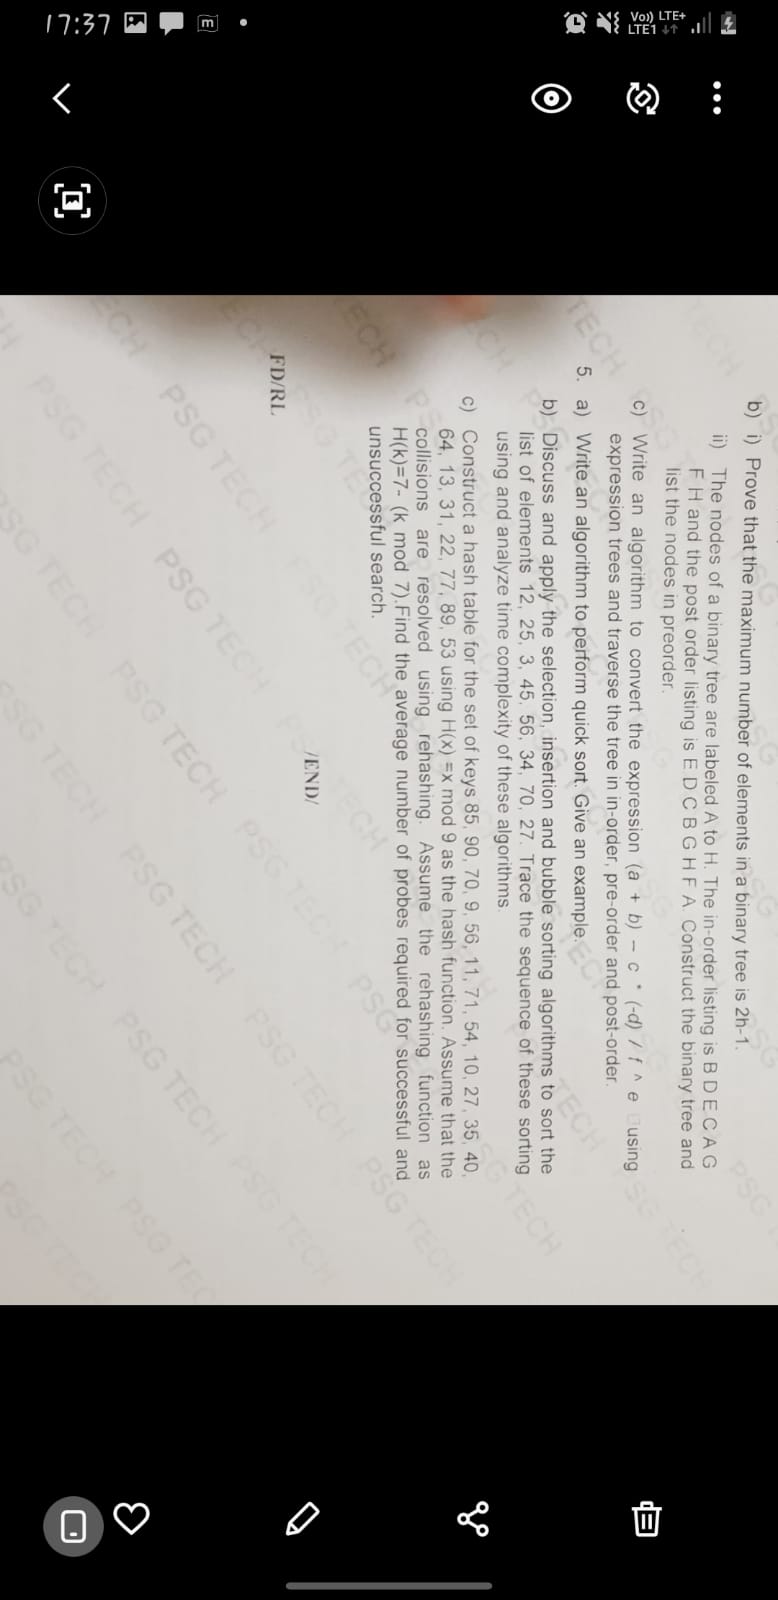 17:37
Vo)) LTE+
LTE1
b) i) Prove that the maximum number of elements in a binary tree is 2h-1.
ii) The nodes of a binary tree are labeled A to H. The in-order listing is B D E C A G
F H and the post order listing is E D C B G H F A. Construct the binary tree and
list the nodes in preorder.
c) Write an algorithm to convert the expression (a + b) – c * (-d) / f ^ e using
expression trees and traverse the tree in in-order, pre-order and post-order.
5. a) Write an algorithm to perform quick sort. Give an example.
b) Discuss and apply the selection, insertion and bubble sorting algorithms to sort the
list of elements 12, 25, 3, 45, 56, 34, 70, 27. Trace the sequence of these sorting
using and analyze time complexity of these algorithms.
c) Construct a hash table for the set of keys 85, 90, 70, 9, 56, 11, 71, 54, 10, 27, 35, 40,
64, 13, 31, 22, 77, 89, 53 using H(x) =x mod 9 as the hash function. Assume that the
collisions are resolved using rehashing. Assume the rehashing function as
H(k)=7- (k mod 7).Find the average number of probes required for successful and
unsuccessful search.
/END/
FD/RL
PSG TECH